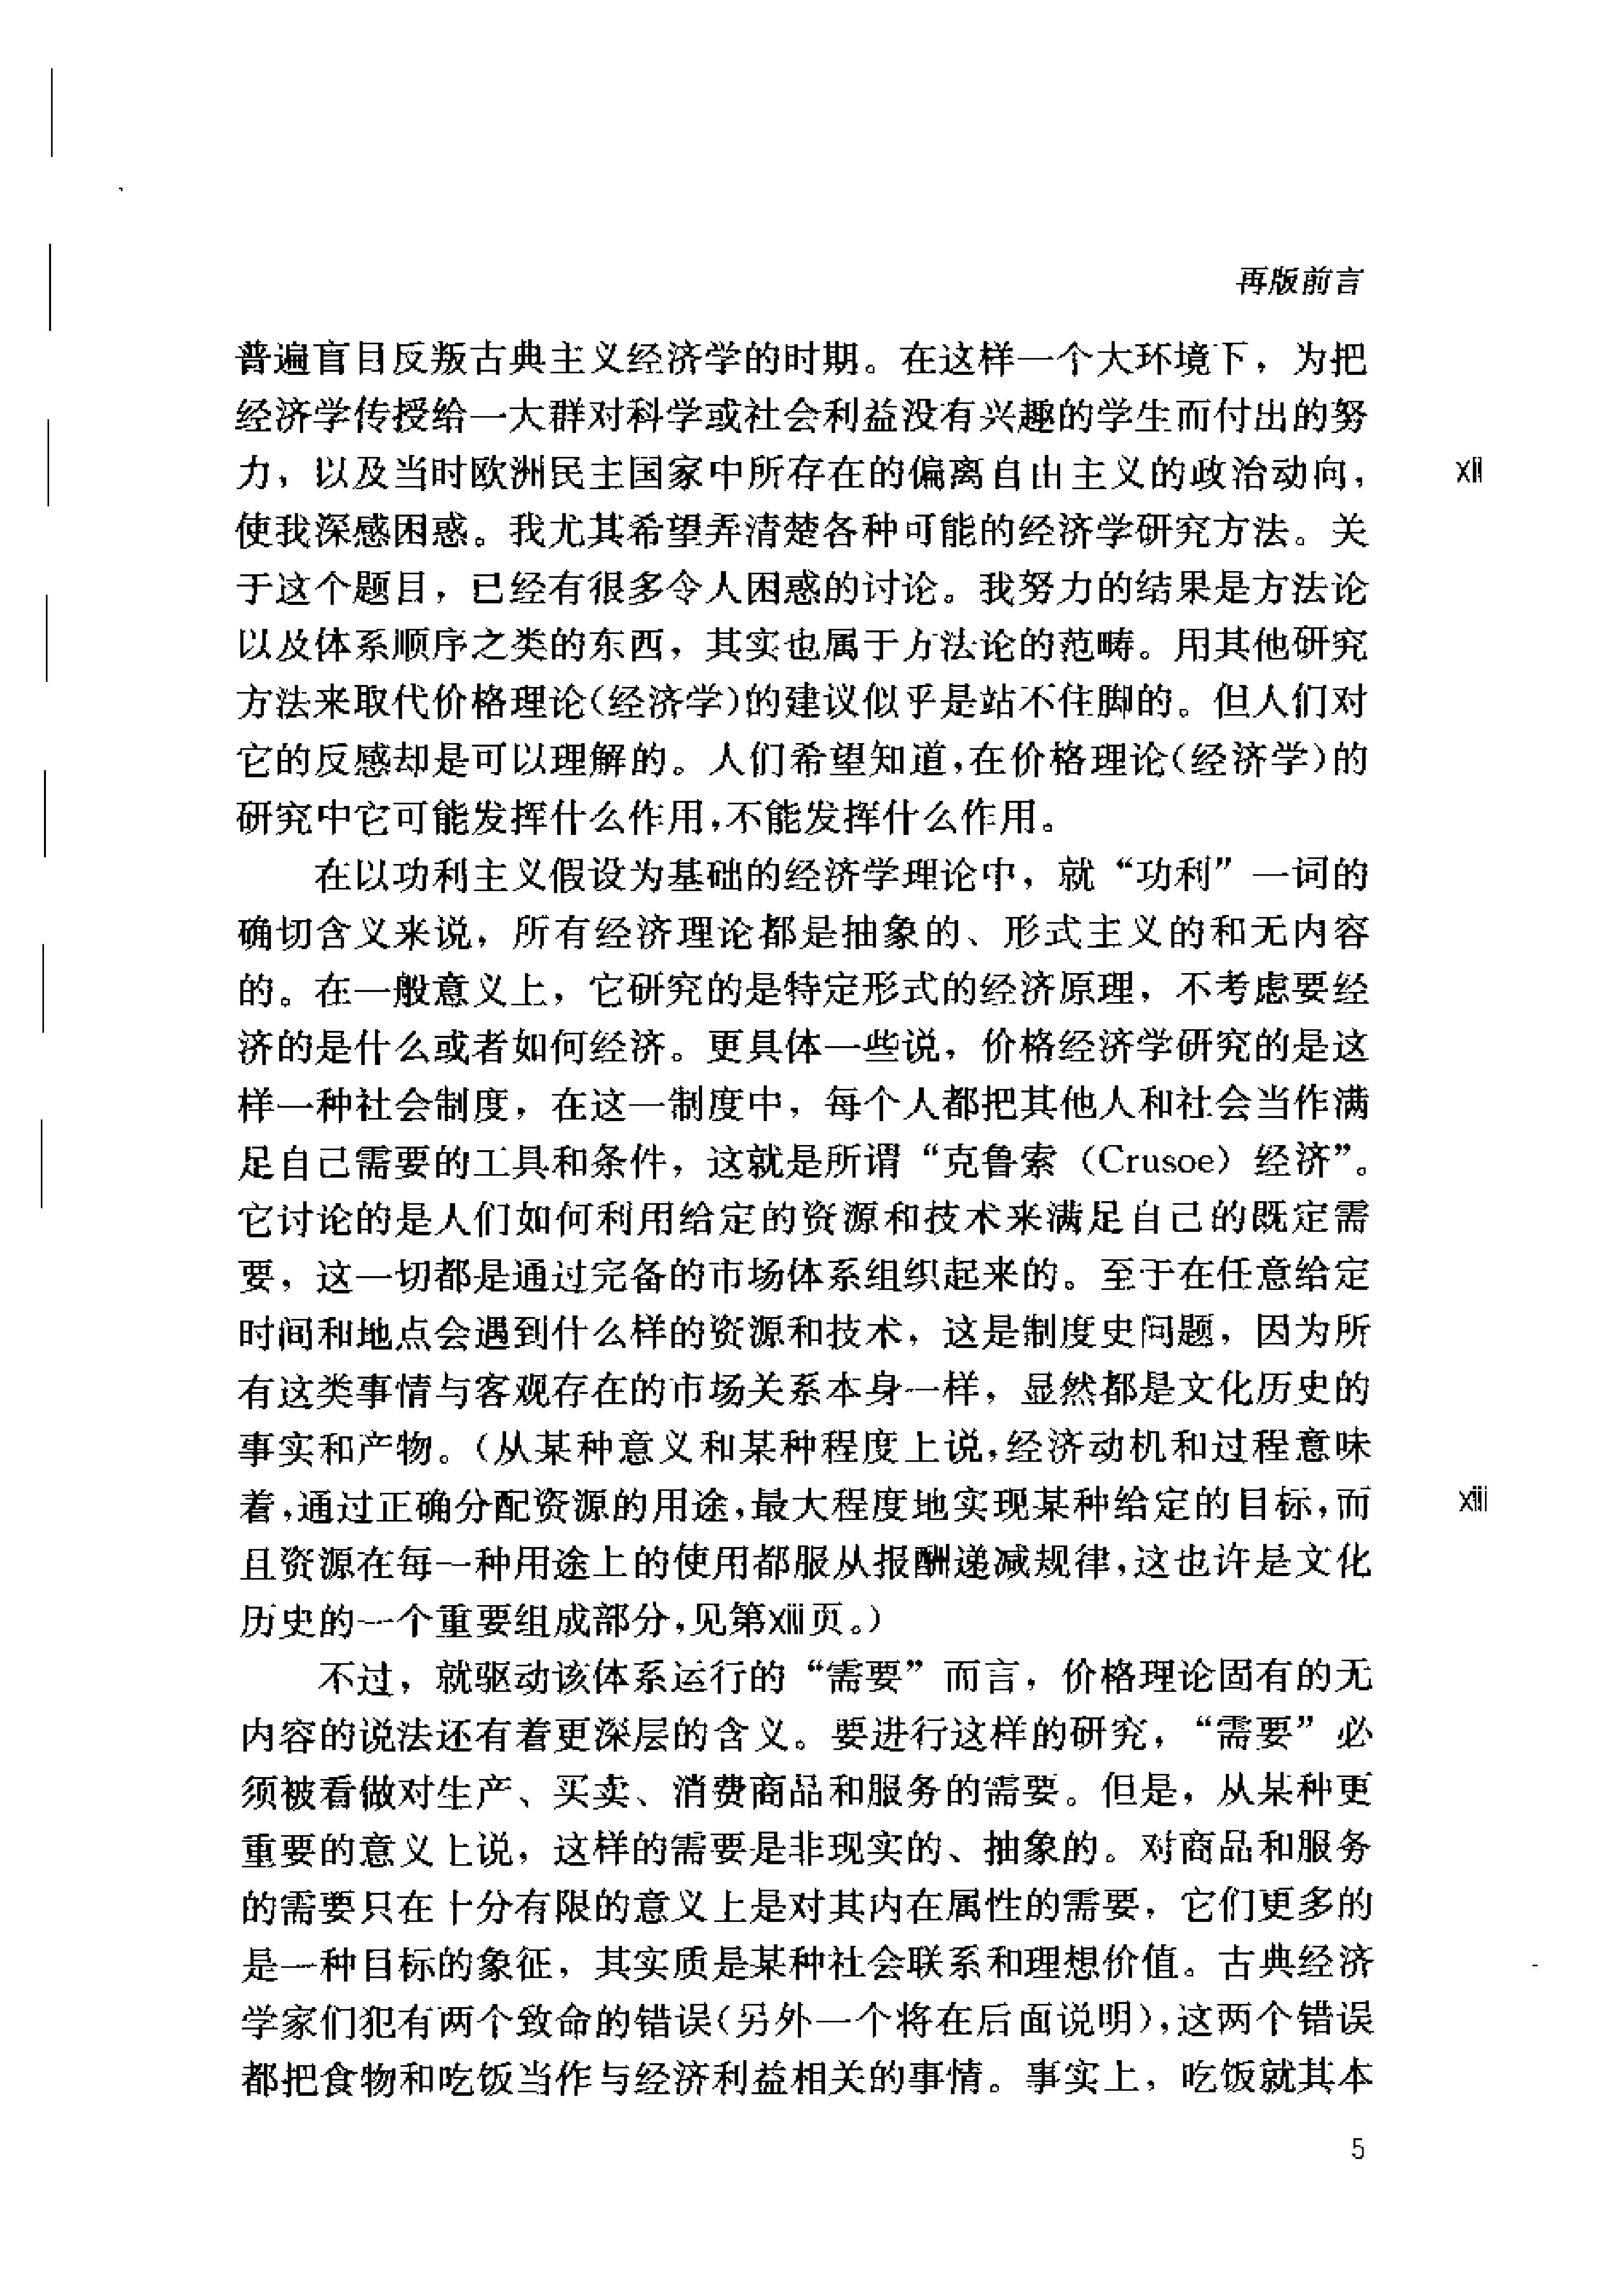 再版前言
普遍盲目反叛古典主义经济学的时期。在这样一个大环境下，为把
经济学传授给一大群对科学或社会利益没有兴趣的学生而付出的努
力，以及当时欧洲民主国家中所存在的偏离自由主义的政治动向，
xii
使我深感困惑。我尤其希望弄清楚各种可能的经济学研究方法。关
于这个题目，已经有很多令人困惑的讨论。我努力的结果是方法论
以及体系顺序之类的东西，其实也属于方法论的范畴。用其他研究
方法来取代价格理论(经济学)的建议似乎是站不住脚的。但人们对
它的反感却是可以理解的。人们希望知道,在价格理论(经济学)的
研究中它可能发挥什么作用,不能发挥什么作用。
在以功利主义假设为基础的经济学理论中，就“功利”一词的
确切含义来说，所有经济理论都是抽象的、形式主义的和无内容
的。在一般意义上，它研究的是特定形式的经济原理，不考虑要经
济的是什么或者如何经济。更具体一些说，价格经济学研究的是这
样一种社会制度，在这一制度中，每个人都把其他人和社会当作满
足自己需要的工具和条件，这就是所谓“克鲁索（Crusoe）经济”。
它讨论的是人们如何利用给定的资源和技术来满足自己的既定需
要，这一切都是通过完备的市场体系组织起来的。至于在任意给定
时间和地点会遇到什么样的资源和技术，这是制度史问题，因为所
有这类事情与客观存在的市场关系本身一样，显然都是文化历史的
事实和产物。(从某种意义和某种程度上说,经济动机和过程意味
着,通过正确分配资源的用途,最大程度地实现某种给定的目标,而
xiii
且资源在每一种用途上的使用都服从报酬递减规律,这也许是文化
历史的一个重要组成部分,见第xiii页。)
不过，就驱动该体系运行的“需要”而言，价格理论固有的无
内容的说法还有着更深层的含义。要进行这样的研究，“需要”必
须被看做对生产、买卖、消费商品和服务的需要。但是，从某种更
重要的意义上说，这样的需要是非现实的、抽象的。对商品和服务
的需要只在十分有限的意义上是对其内在属性的需要，它们更多的
是一种目标的象征，其实质是某种社会联系和理想价值。古典经济
学家们犯有两个致命的错误(另外一个将在后面说明),这两个错误
都把食物和吃饭当作与经济利益相关的事情。事实上，吃饭就其本
5